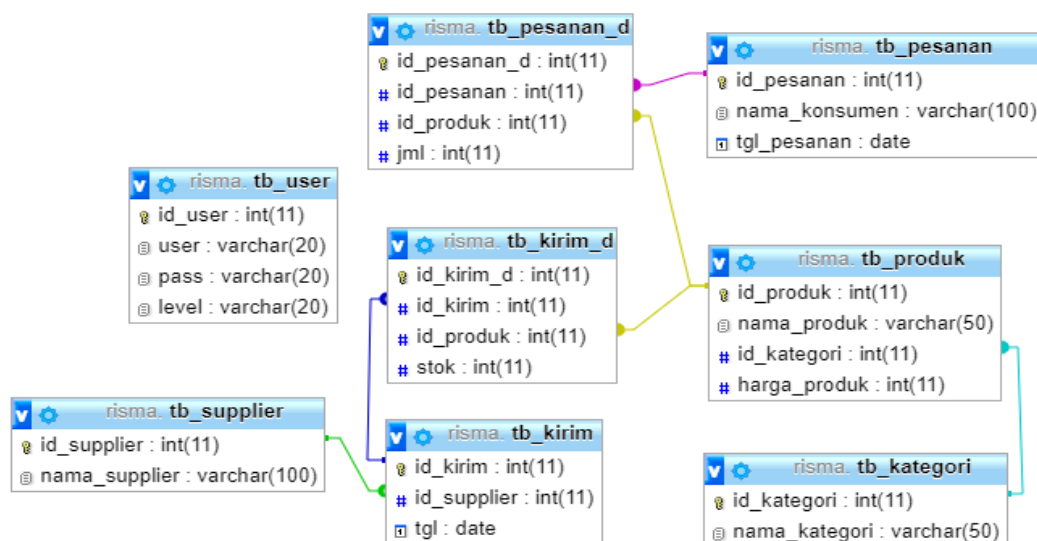 risma. tb_pesanan_d
id_pesanan_d : int(11)
id_pesanan : int(11)
id_produk : int(11)
jml : int(11)
risma. tb_pesanan
id_pesanan : int(11)
nama_konsumen : varchar(100)
tgl_pesanan : date
risma. tb_user
id_user : int(11)
user : varchar(20)
pass : varchar(20)
level : varchar(20)
risma. tb_kirim_d
id_kirim_d : int(11)
id_kirim : int(11)
id_produk : int(11)
stok : int(11)
risma. tb_produk
id_produk : int(11)
nama_produk : varchar(50)
id_kategori : int(11)
harga_produk : int(11)
risma. tb_supplier
id_supplier : int(11)
nama_supplier : varchar(100)
risma. tb_kirim
id_kirim : int(11)
id_supplier : int(11)
tgl : date
risma. tb_kategori
id_kategori : int(11)
nama_kategori : varchar(50)